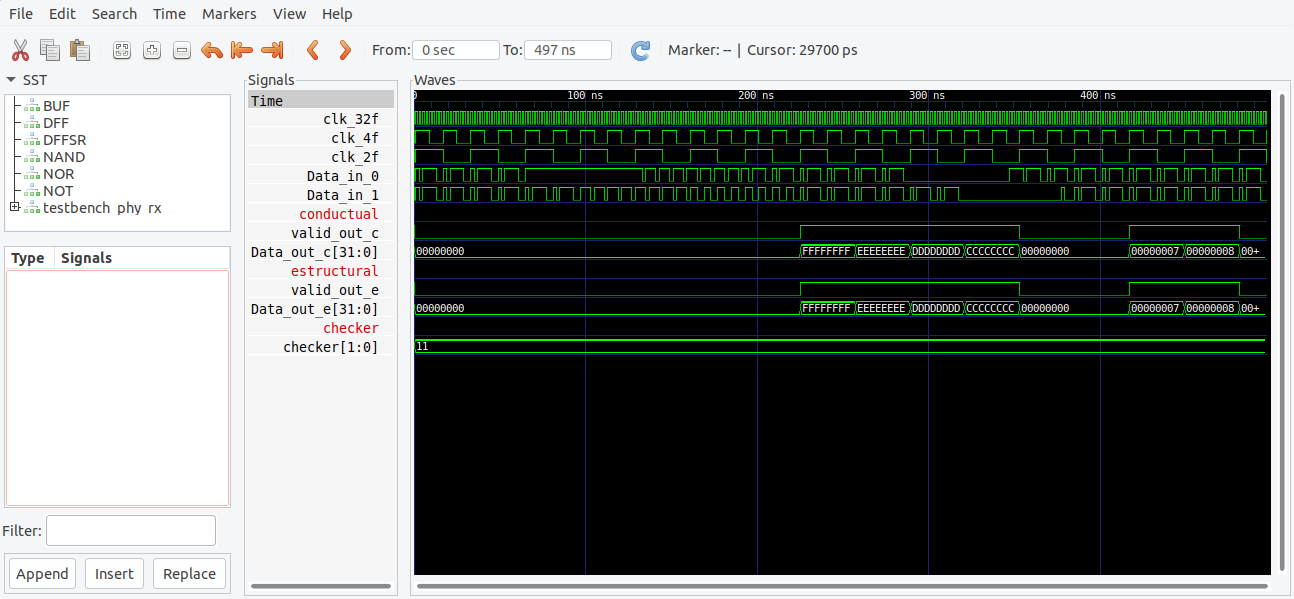 File Edit Search Time Markers View Help
From: 0 sec To: 497 ns Marker: -- | Cursor: 29700 ps
SST
BUF
DFF
DFFSR
NAND
NOR
NOT
testbench_phy_rx
Type Signals
Filter:
Append Insert Replace
Signals
Time
clk_32f
clk_4f
clk_2f
Data_in_0
Data_in_1
conductual
valid_out_c
Data_out_c[31:0]
estructural
valid_out_e
Data_out_e[31:0]
checker
checker[1:0]
Waves
0 100 ns 200 ns 300 ns 400 ns
00000000 FFFFFFFF EEEEEEEE DDDDDDDD CCCCCCCC 00000000 00000007 00000008 00+
00000000 FFFFFFFF EEEEEEEE DDDDDDDD CCCCCCCC 00000000 00000007 00000008 00+
11